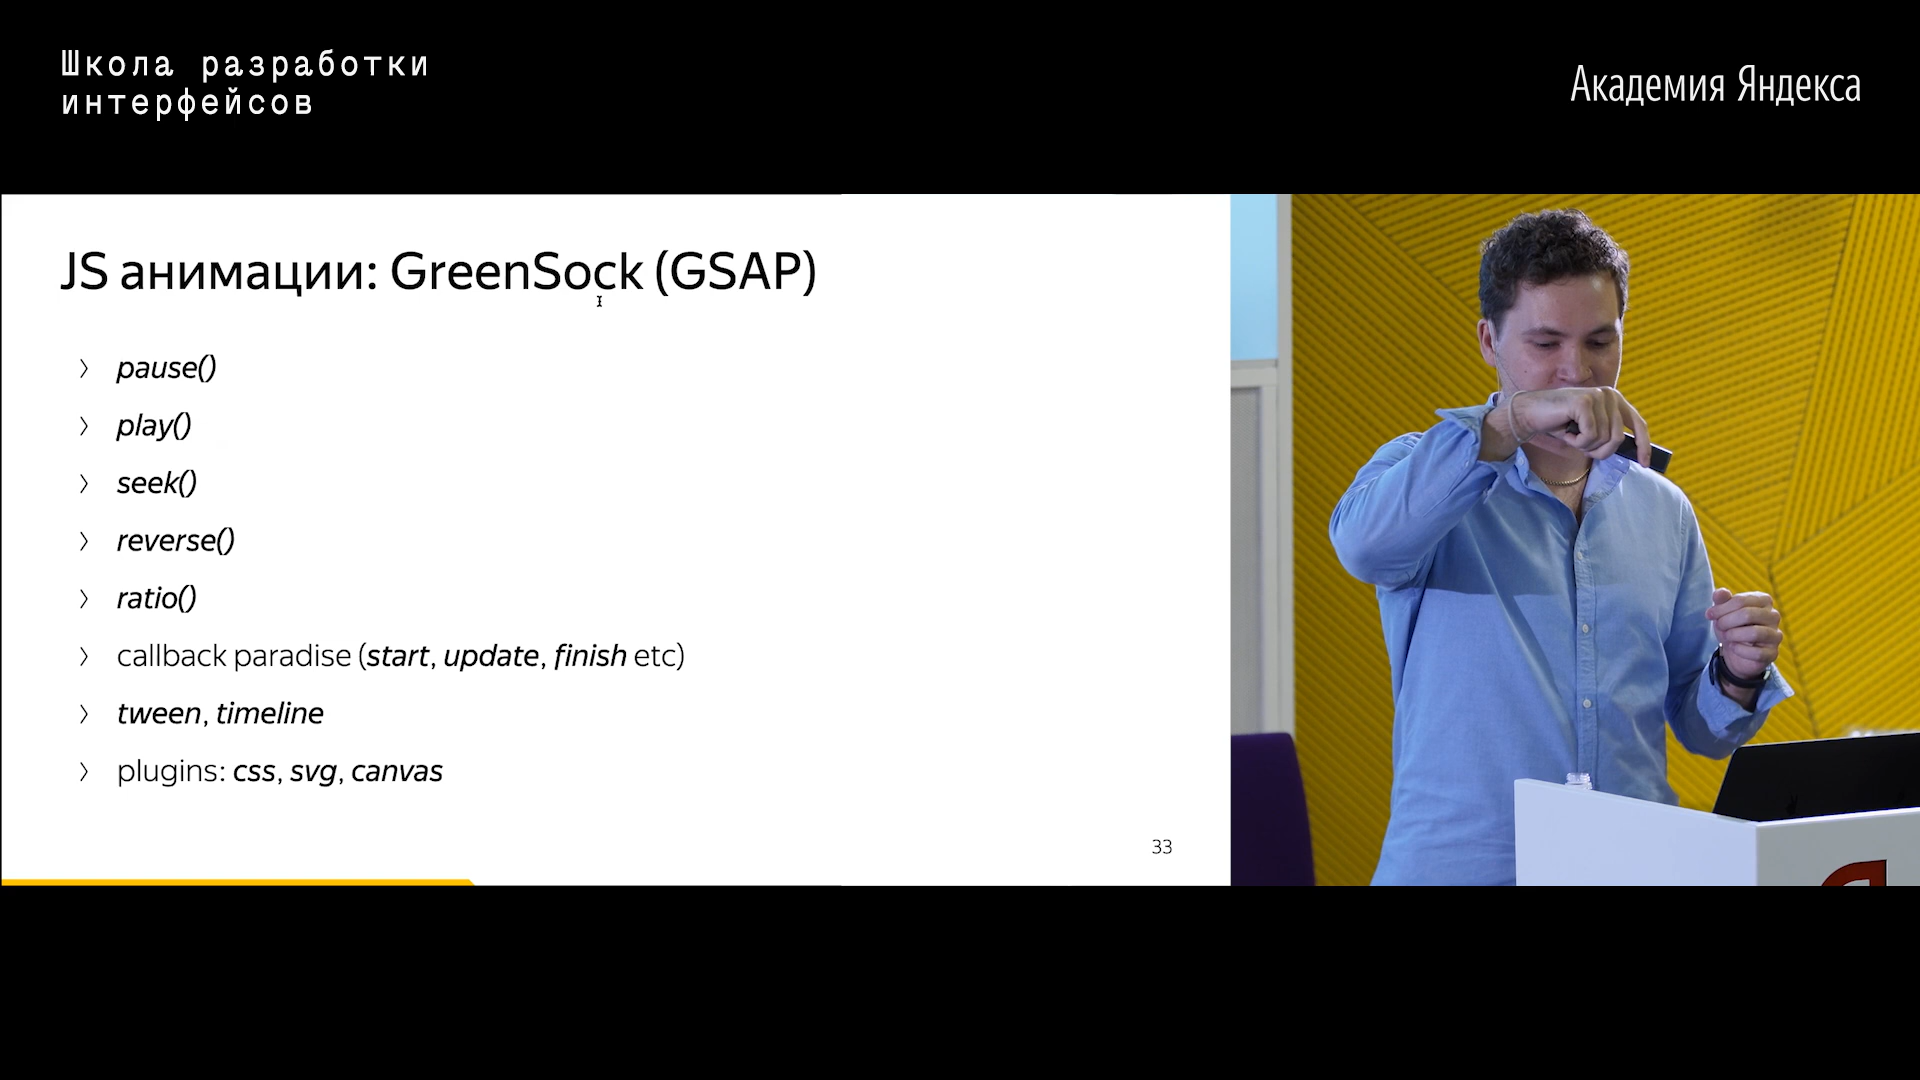 Школа разработки
интерфейсов
Академия Яндекса
JS анимации: GreenSock (GSAP)
pause()
play()
seek()
reverse()
ratio()
callback paradise (start, update, finish etc)
tween, timeline
plugins: css, svg, canvas
33